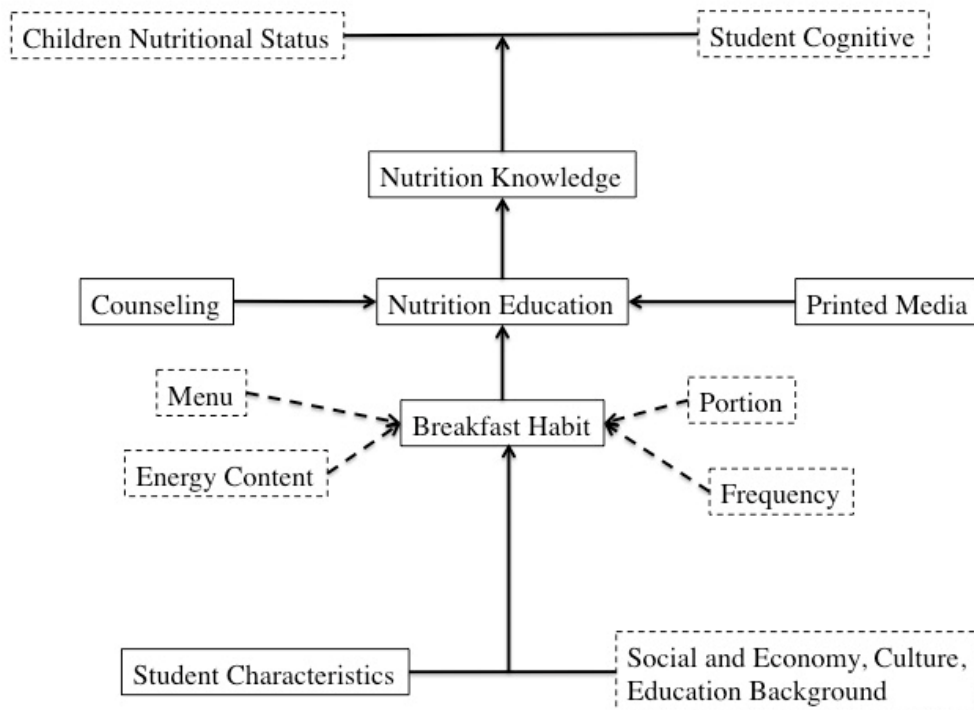 Children Nutritional Status
Student Cognitive
Nutrition Knowledge
Counseling
Nutrition Education
Printed Media
Menu
Portion
Breakfast Habit
Energy Content
Frequency
Student Characteristics
Social and Economy, Culture,
Education Background